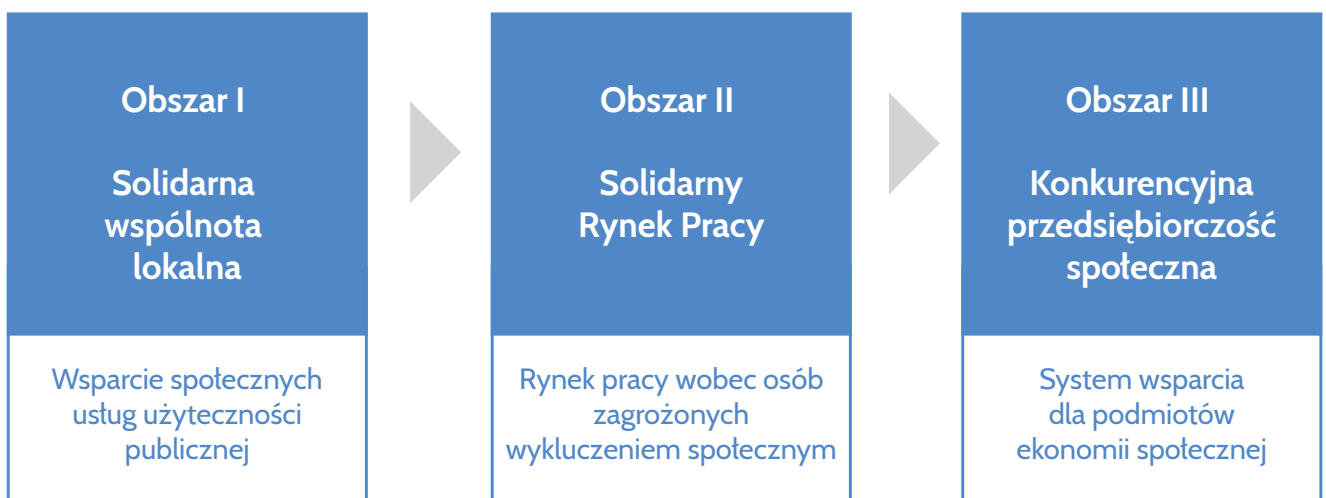 Obszar I
Solidarna
wspólnota
lokalna
Wsparcie społecznych
usług użyteczności
publicznej
Obszar II
Solidarny
Rynek Pracy
Rynek pracy wobec osób
zagrożonych
wykluczeniem społecznym
Obszar III
Konkurencyjna
przedsiębiorczość
społeczna
System wsparcia
dla podmiotów
ekonomii społecznej